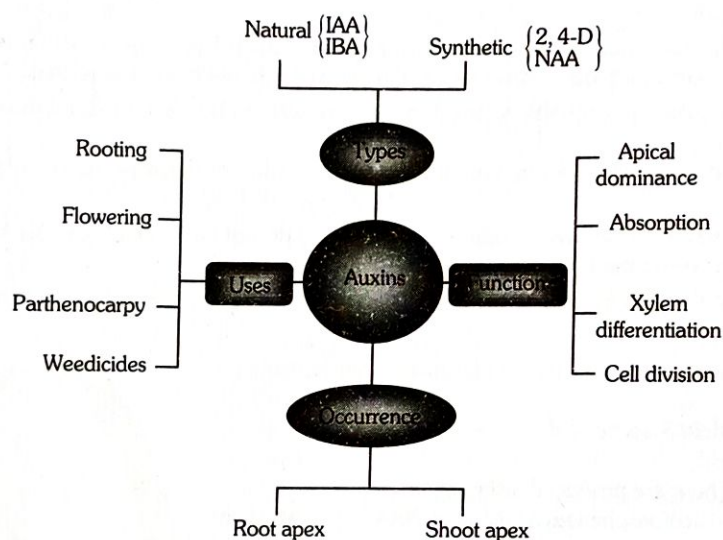 Natural {IAA}
{IBA}
Synthetic {2, 4-D}
{NAA}
Types
Rooting
Flowering
Parthenocarpy
Weedicides
Uses
Auxins
Function
Apical
dominance
Absorption
Xylem
differentiation
Cell division
Occurrence
Root apex
Shoot apex